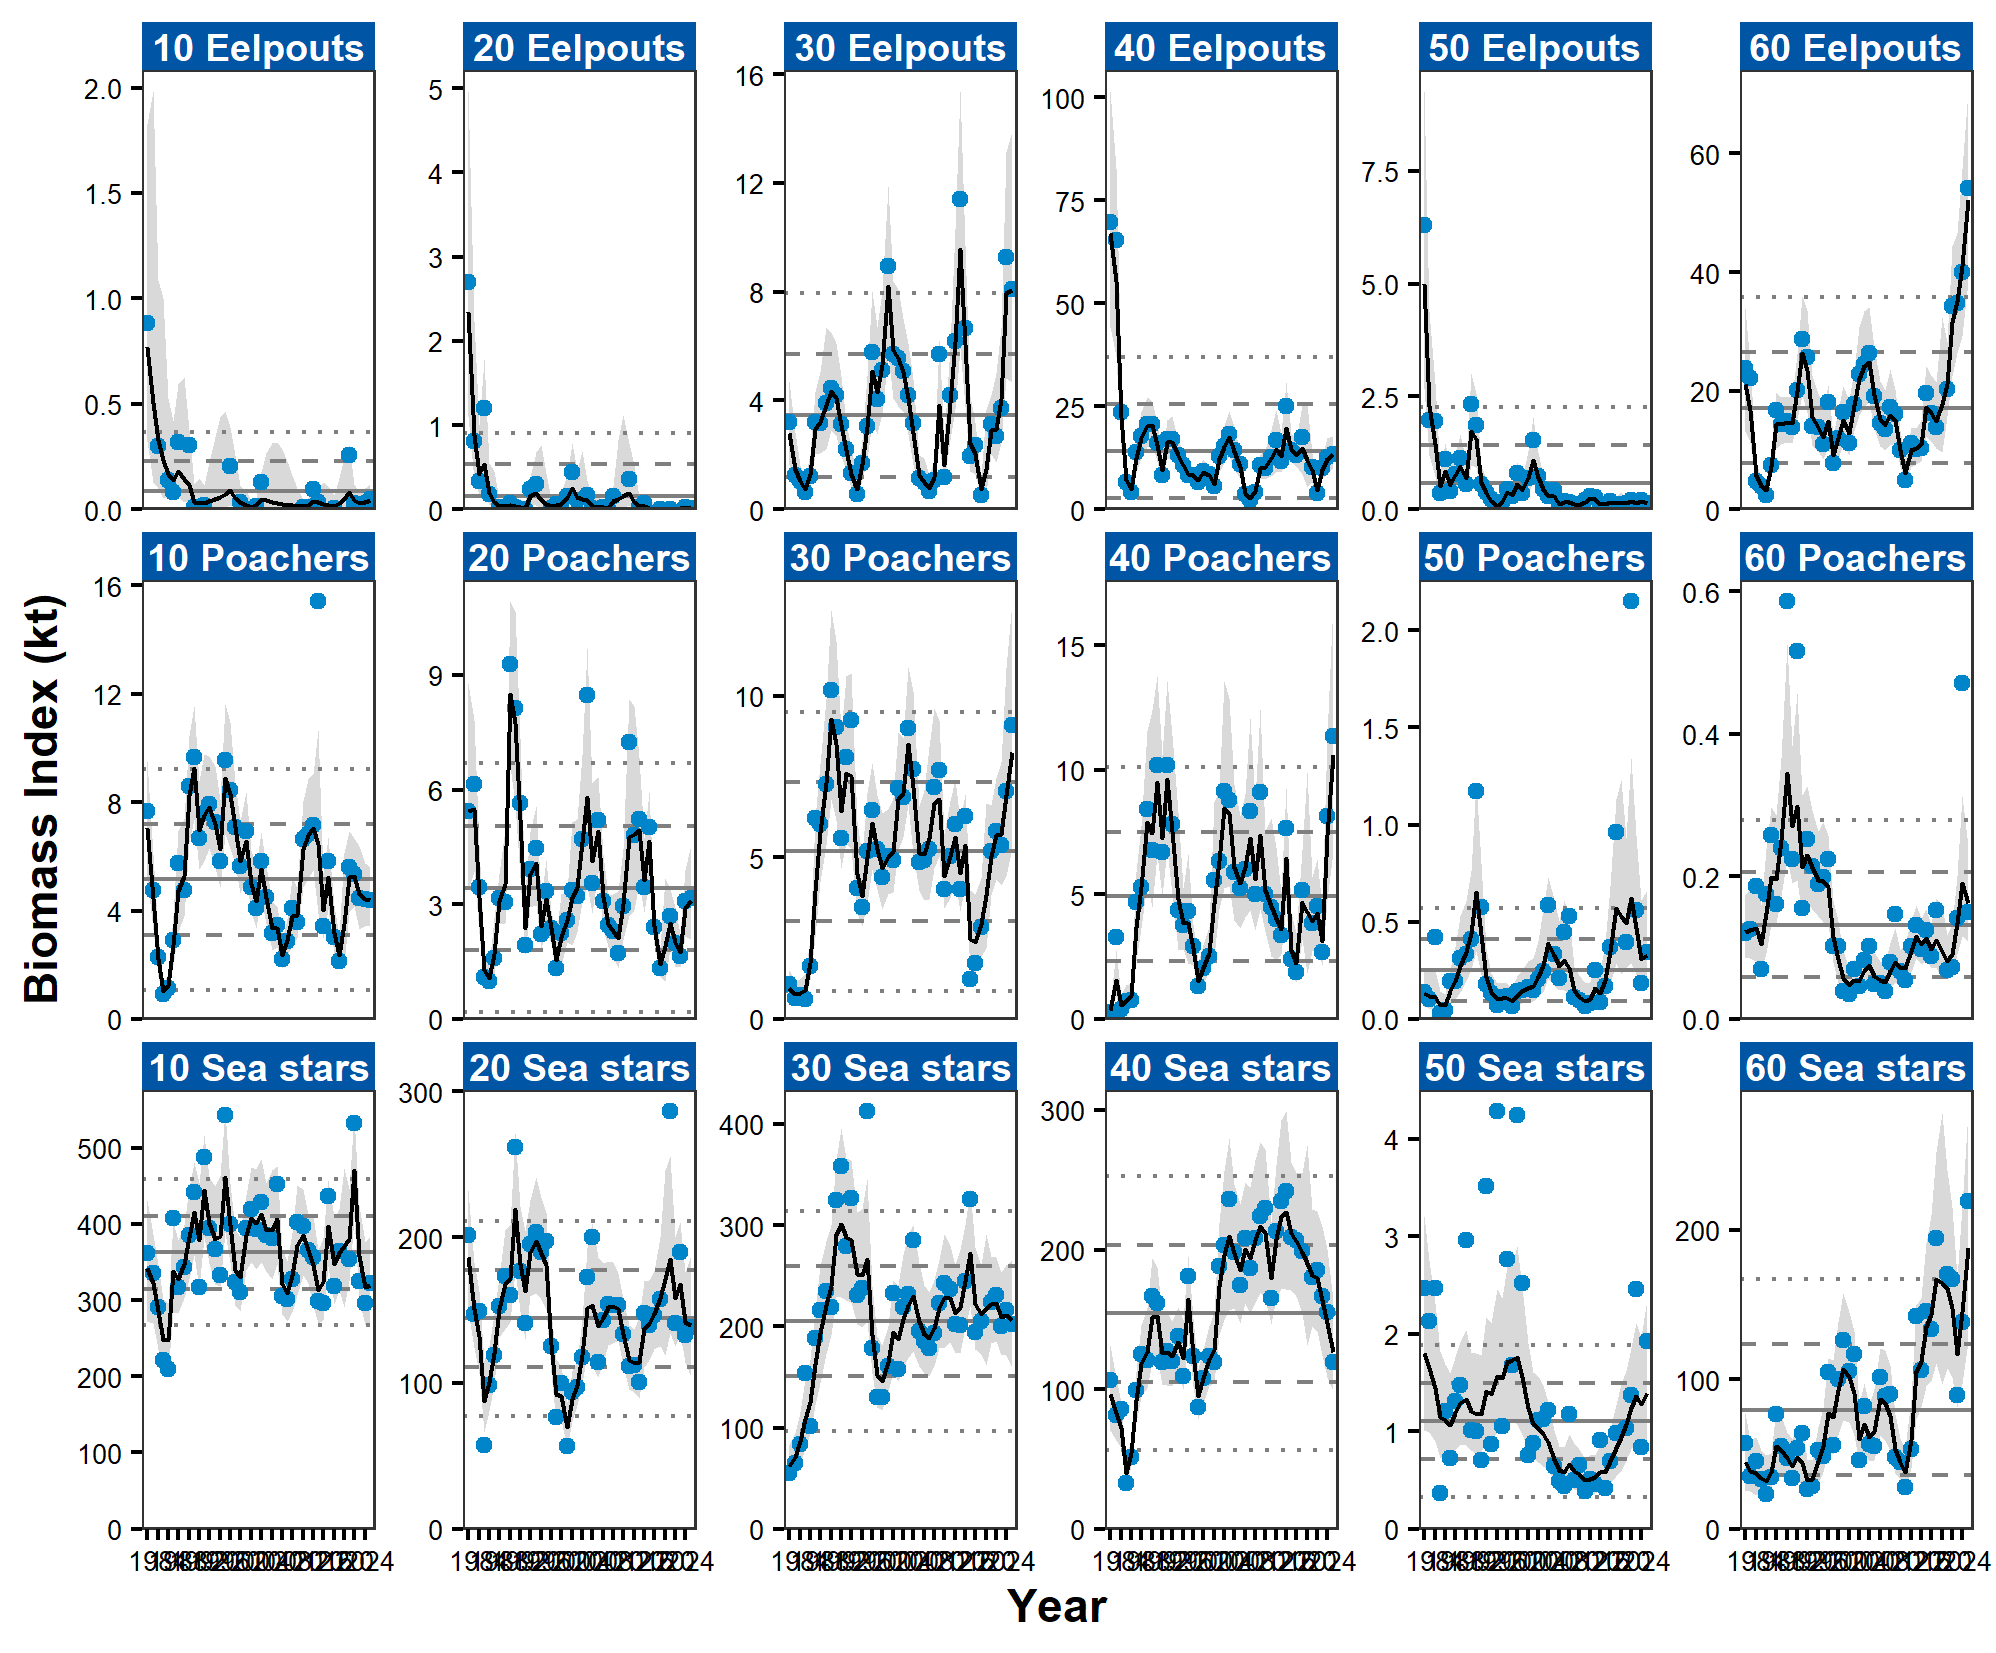 10 Eelpouts 20 Eelpouts 30 Eelpouts 40 Eelpouts 50 Eelpouts 60 Eelpouts
2.0 1.5 1.0 0.5 0.0
5 4 3 2 1 0
16 12 8 4 0
100 75 50 25 0
7.5 5.0 2.5 0.0
60 40 20 0
10 Poachers 20 Poachers 30 Poachers 40 Poachers 50 Poachers 60 Poachers
16 12 8 4 0
9 6 3 0
10 5 0
15 10 5 0
2.0 1.5 1.0 0.5 0.0
0.6 0.4 0.2 0.0
Biomass Index (kt)
10 Sea stars 20 Sea stars 30 Sea stars 40 Sea stars 50 Sea stars 60 Sea stars
500 400 300 200 100 0
300 200 100 0
400 300 200 100 0
300 200 100 0
4 3 2 1 0
200 100 0
Year